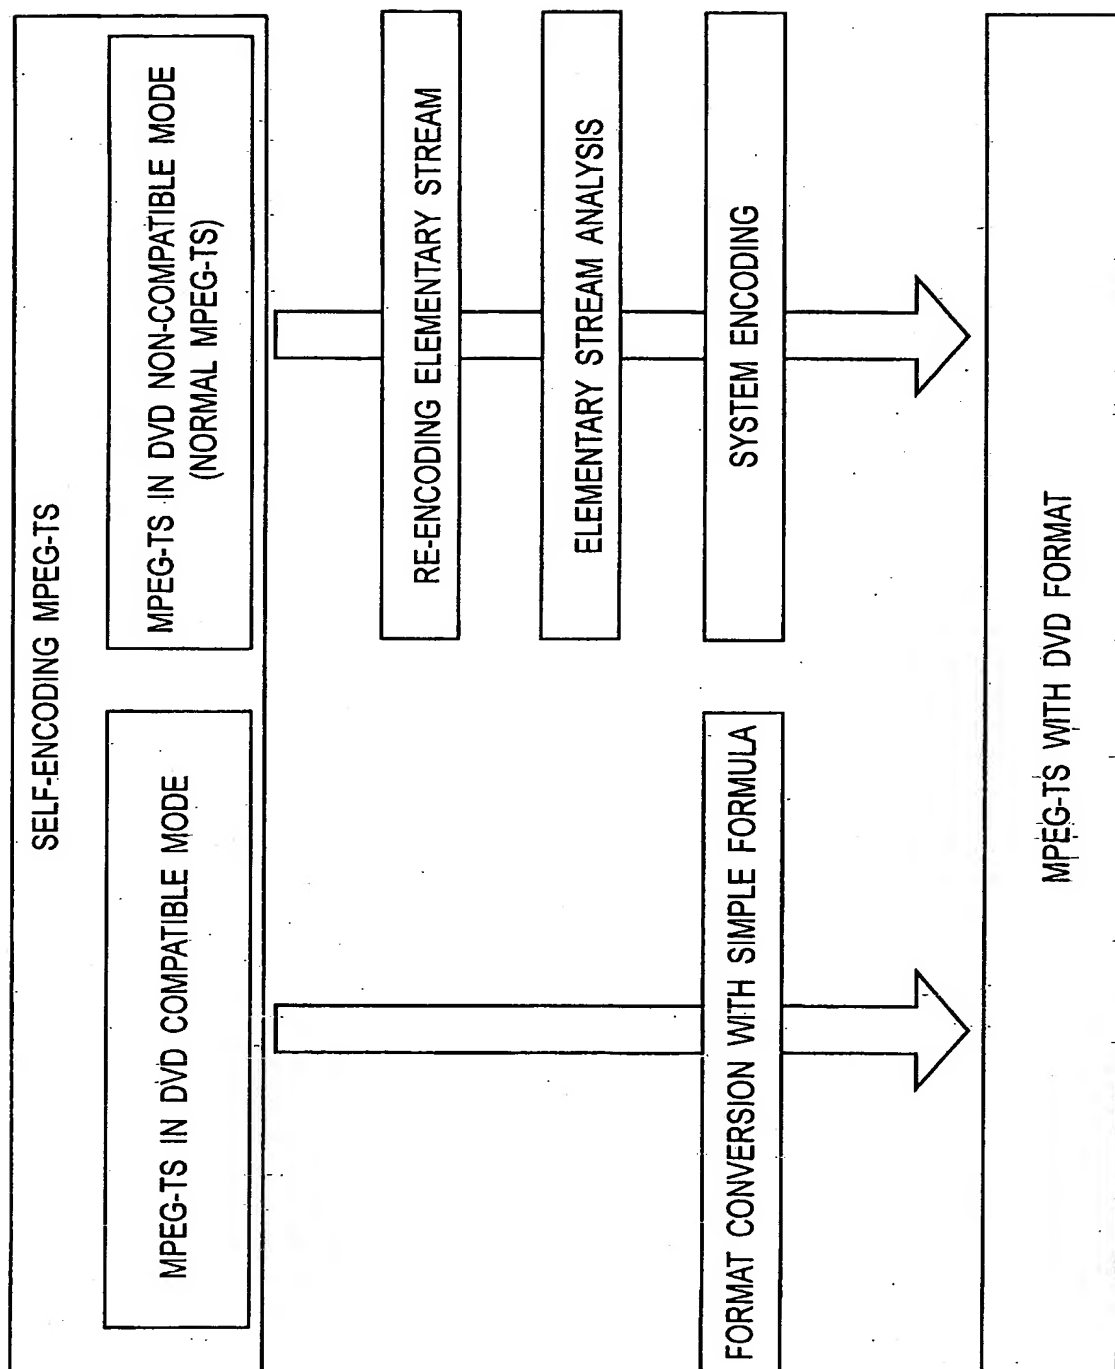 SELF-ENCODING MPEG-TS
MPEG-TS IN DVD COMPATIBLE MODE
MPEG-TS IN DVD NON-COMPATIBLE MODE
(NORMAL MPEG-TS)
RE-ENCODING ELEMENTARY STREAM
ELEMENTARY STREAM ANALYSIS
FORMAT CONVERSION WITH SIMPLE FORMULA
SYSTEM ENCODING
MPEG-TS WITH DVD FORMAT